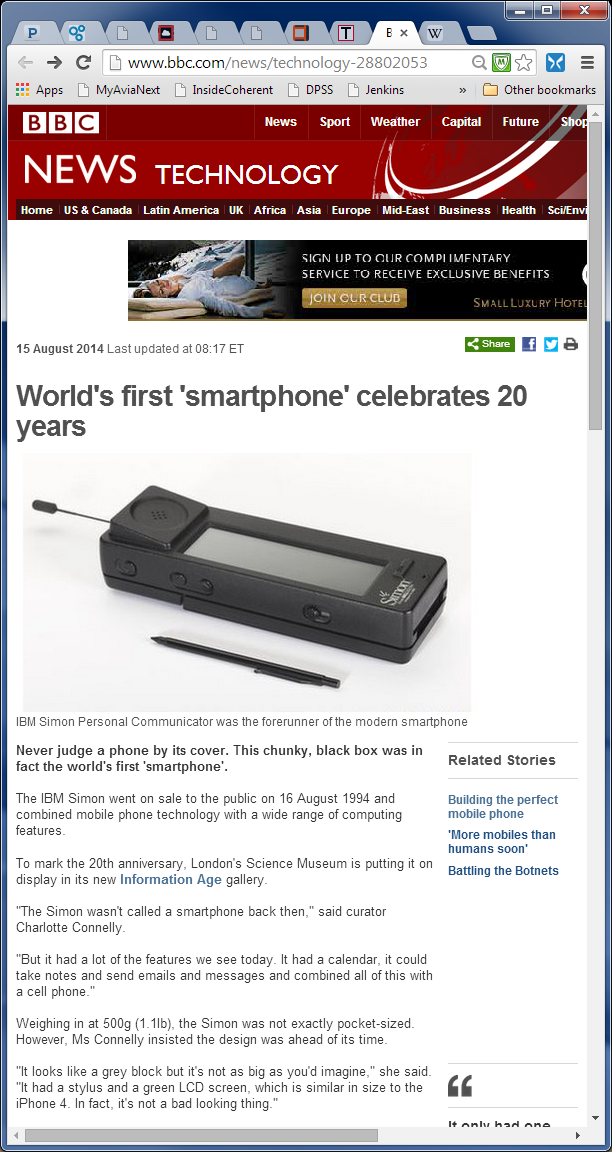 P
T
B
W
www.bbc.com/news/technology-28802053
Apps MyAviaNext InsideCoherent DPSS Jenkins » Other bookmarks
BBC News Sport Weather Capital Future Shop
NEWS TECHNOLOGY
Home US & Canada Latin America UK Africa Asia Europe Mid-East Business Health Sci/Envi
SIGN UP TO OUR COMPLIMENTARY
SERVICE TO RECEIVE EXCLUSIVE BENEFITS
JOIN OUR CLUB SMALL LUXURY HOTEL
15 August 2014 Last updated at 08:17 ET
Share f
World's first 'smartphone' celebrates 20
years
Simon
IBM Simon Personal Communicator was the forerunner of the modern smartphone
Never judge a phone by its cover. This chunky, black box was in
fact the world's first 'smartphone'.
The IBM Simon went on sale to the public on 16 August 1994 and
combined mobile phone technology with a wide range of computing
features.
To mark the 20th anniversary, London's Science Museum is putting it on
display in its new Information Age gallery.
"The Simon wasn't called a smartphone back then," said curator
Charlotte Connelly.
"But it had a lot of the features we see today. It had a calendar, it could
take notes and send emails and messages and combined all of this with
a cell phone."
Weighing in at 500g (1.1lb), the Simon was not exactly pocket-sized.
However, Ms Connelly insisted the design was ahead of its time.
"It looks like a grey block but it's not as big as you'd imagine," she said.
"It had a stylus and a green LCD screen, which is similar in size to the
iPhone 4. In fact, it's not a bad looking thing."
Related Stories
Building the perfect
mobile phone
'More mobiles than
humans soon'
Battling the Botnets
“
It only had one